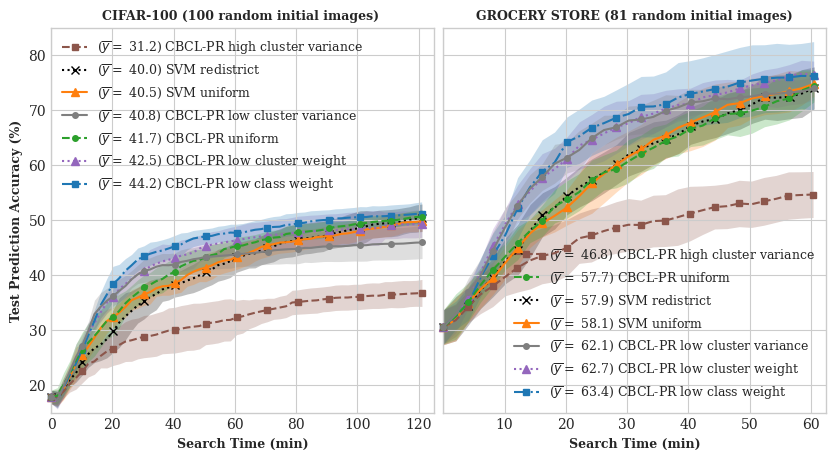 CIFAR-100 (100 random initial images)
GROCERY STORE (81 random initial images)
Test Prediction Accuracy (%)
80
70
60
50
40
30
20
(y̅ = 31.2) CBCL-PR high cluster variance
(y̅ = 40.0) SVM redistrict
(y̅ = 40.5) SVM uniform
(y̅ = 40.8) CBCL-PR low cluster variance
(y̅ = 41.7) CBCL-PR uniform
(y̅ = 42.5) CBCL-PR low cluster weight
(y̅ = 44.2) CBCL-PR low class weight
(y̅ = 46.8) CBCL-PR high cluster variance
(y̅ = 57.7) CBCL-PR uniform
(y̅ = 57.9) SVM redistrict
(y̅ = 58.1) SVM uniform
(y̅ = 62.1) CBCL-PR low cluster variance
(y̅ = 62.7) CBCL-PR low cluster weight
(y̅ = 63.4) CBCL-PR low class weight
0 20 40 60 80 100 120
10 20 30 40 50 60
Search Time (min)
Search Time (min)